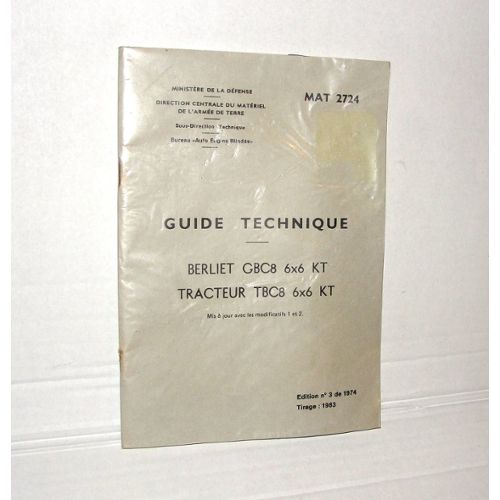 MINISTÈRE DE LA DÉFENSE
DIRECTION CENTRALE DU MATÉRIEL
DE L'ARMÉE DE TERRE
Sous-Direction Technique
Bureau «Auto Engins Blindés»
MAT 2724
GUIDE TECHNIQUE
BERLIET GBC8 6x6 KT
TRACTEUR TBC8 6x6 KT
Mis à jour avec les modificatifs 1 et 2.
Edition n° 3 de 1974
Tirage : 1983